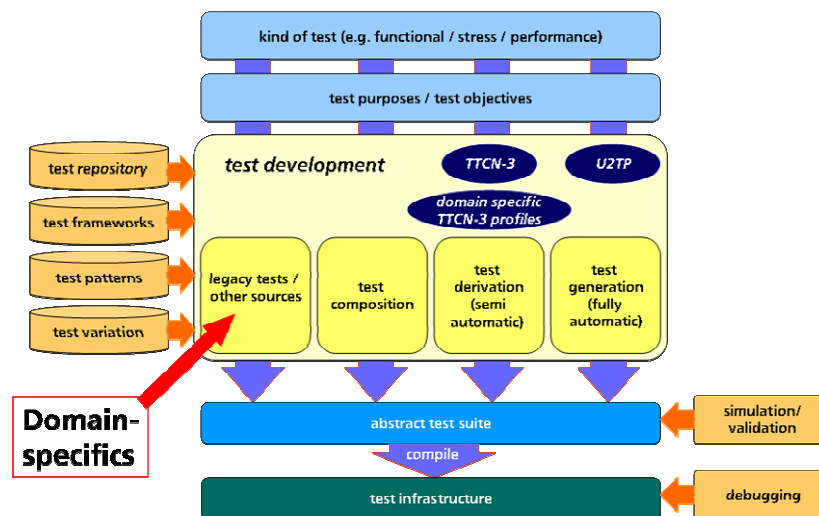 kind of test (e.g. functional / stress / performance)
test purposes / test objectives
test development
TTCN-3
U2TP
domain specific
TTCN-3 profiles
test repository
test frameworks
test patterns
test variation
legacy tests /
other sources
test
composition
test
derivation
(semi
automatic)
test
generation
(fully
automatic)
Domain-
specifics
abstract test suite
simulation/
validation
compile
test infrastructure
debugging